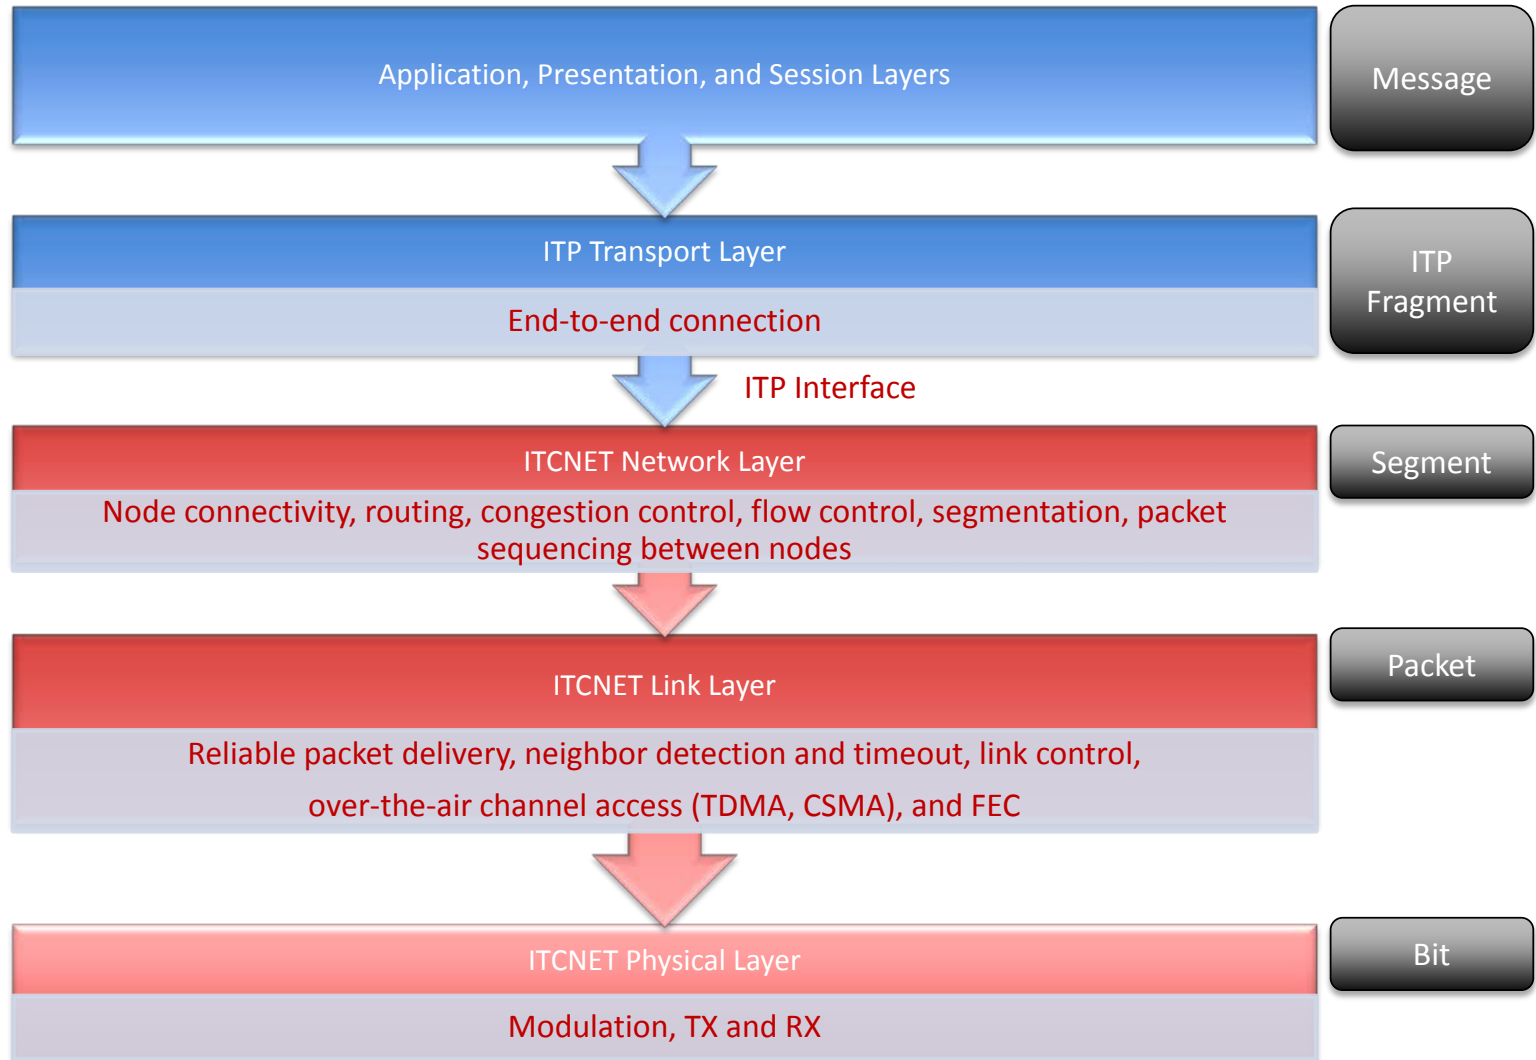 Application, Presentation, and Session Layers
Message
ITP Transport Layer
ITP
Fragment
End-to-end connection
ITP Interface
ITCNET Network Layer
Segment
Node connectivity, routing, congestion control, flow control, segmentation, packet
sequencing between nodes
ITCNET Link Layer
Packet
Reliable packet delivery, neighbor detection and timeout, link control,
over-the-air channel access (TDMA, CSMA), and FEC
ITCNET Physical Layer
Bit
Modulation, TX and RX